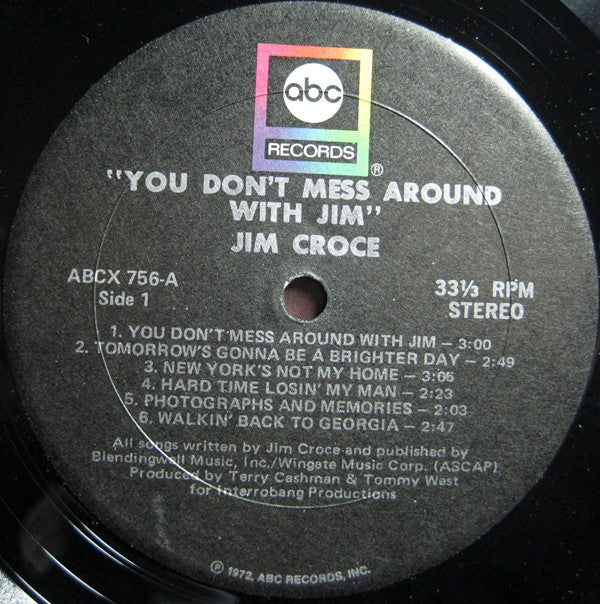 abc
RECORDS
®
"YOU DON'T MESS AROUND
WITH JIM"
JIM CROCE
ABCX 756-A
Side 1
33⅓ RPM
STEREO
1. YOU DON'T MESS AROUND WITH JIM – 3:00
2. TOMORROW'S GONNA BE A BRIGHTER DAY – 2:49
3. NEW YORK'S NOT MY HOME – 3:05
4. HARD TIME LOSIN' MY MAN – 2:23
5. PHOTOGRAPHS AND MEMORIES – 2:03
6. WALKIN' BACK TO GEORGIA – 2:47
All songs written by Jim Croce and published by
Blendingwell Music, Inc./Wingate Music Corp. (ASCAP)
Produced by Terry Cashman & Tommy West
for Interrobang Productions
℗ 1972, ABC RECORDS, INC.